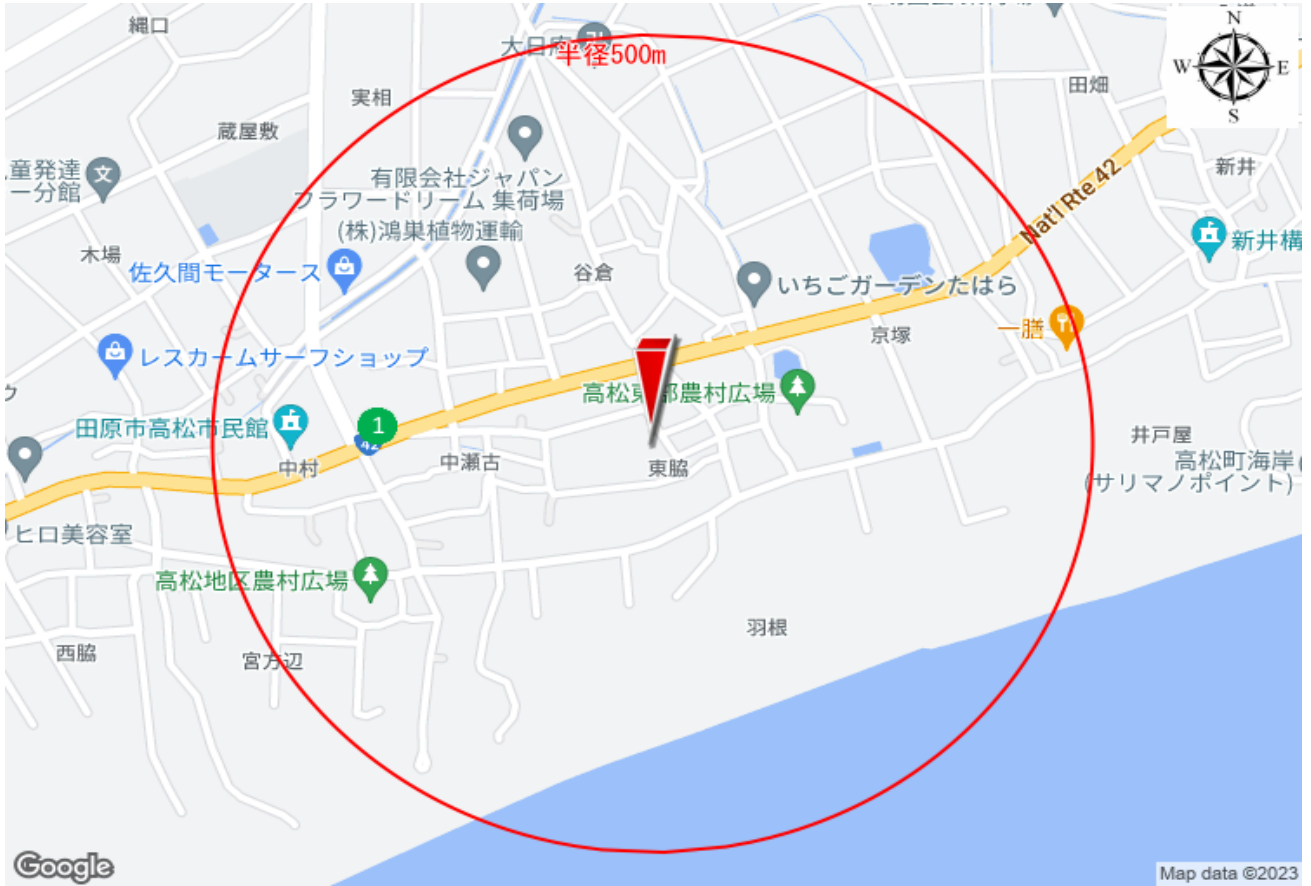 縄口
大日府
半径500m
N
W
E
S
実相
田畑
蔵屋敷
童発達
ー分館
有限会社ジャパン
フラワードリーム 集荷場
(株)鴻巣植物運輸
新井
Nat'l Rte 42
木場
佐久間モータース
谷倉
いちごガーデンたはら
新井構
レスカームサーフショップ
一膳
京塚
ウ
高松東部農村広場
田原市高松市民館
1
42
中村
中瀬古
東脇
井戸屋
高松町海岸
(サリマノポイント)
ヒロ美容室
高松地区農村広場
羽根
西脇
宮方辺
Google
Map data ©2023